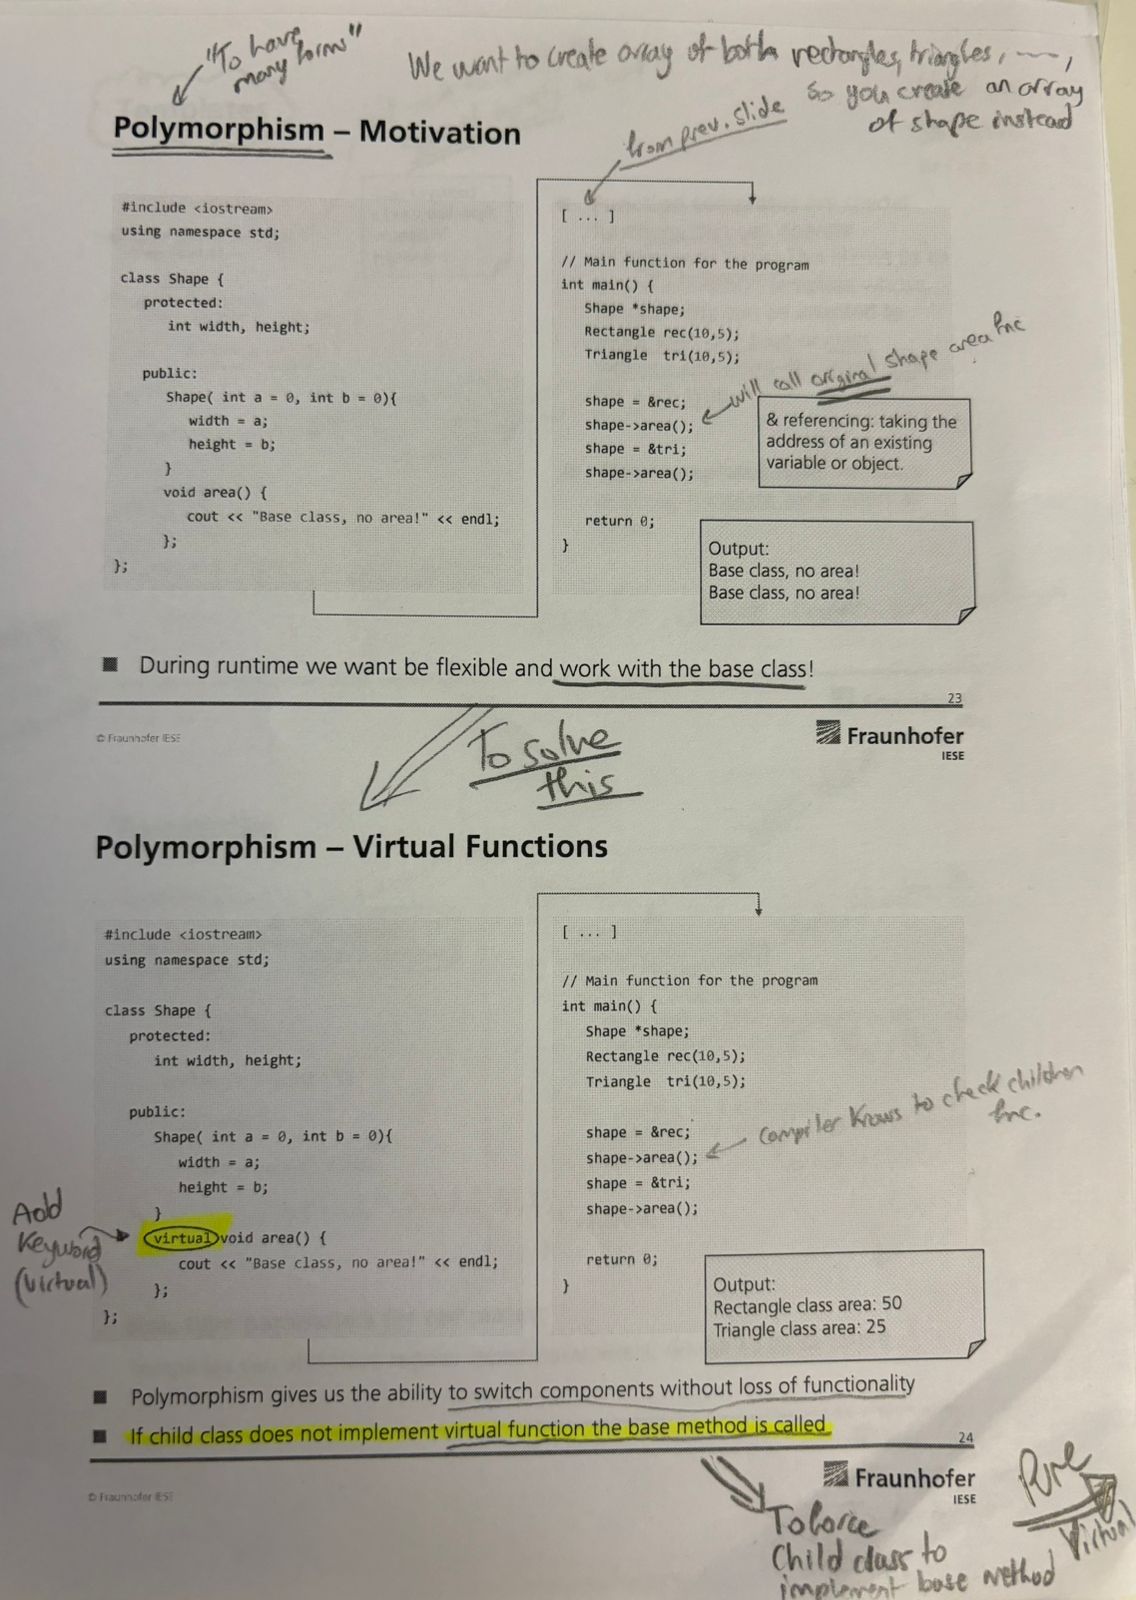 "To have
many forms"
We want to create array of both rectangles, triangles, ---,
so you create an array
of shape instead
Polymorphism – Motivation
from prev. slide
#include <iostream>
using namespace std;
class Shape {
protected:
int width, height;
public:
Shape( int a = 0, int b = 0){
width = a;
height = b;
}
void area() {
cout << "Base class, no area!" << endl;
};
};
[ ... ]
// Main function for the program
int main() {
Shape *shape;
Rectangle rec(10,5);
Triangle  tri(10,5);
shape = &rec;
shape->area();
shape = &tri;
shape->area();
return 0;
}
will call original shape area fnc
& referencing: taking the
address of an existing
variable or object.
Output:
Base class, no area!
Base class, no area!
■ During runtime we want be flexible and work with the base class!
23
© Fraunhofer IESE
Fraunhofer
IESE
To solve
this
Polymorphism – Virtual Functions
#include <iostream>
using namespace std;
class Shape {
protected:
int width, height;
public:
Shape( int a = 0, int b = 0){
width = a;
height = b;
}
virtual void area() {
cout << "Base class, no area!" << endl;
};
};
Add
Keyword
(virtual)
[ ... ]
// Main function for the program
int main() {
Shape *shape;
Rectangle rec(10,5);
Triangle  tri(10,5);
shape = &rec;
shape->area();
shape = &tri;
shape->area();
return 0;
}
compiler knows to check children
fnc.
Output:
Rectangle class area: 50
Triangle class area: 25
■ Polymorphism gives us the ability to switch components without loss of functionality
■ If child class does not implement virtual function the base method is called
24
© Fraunhofer IESE
Fraunhofer
IESE
To force
Child class to
implement base method
Pure
Virtual